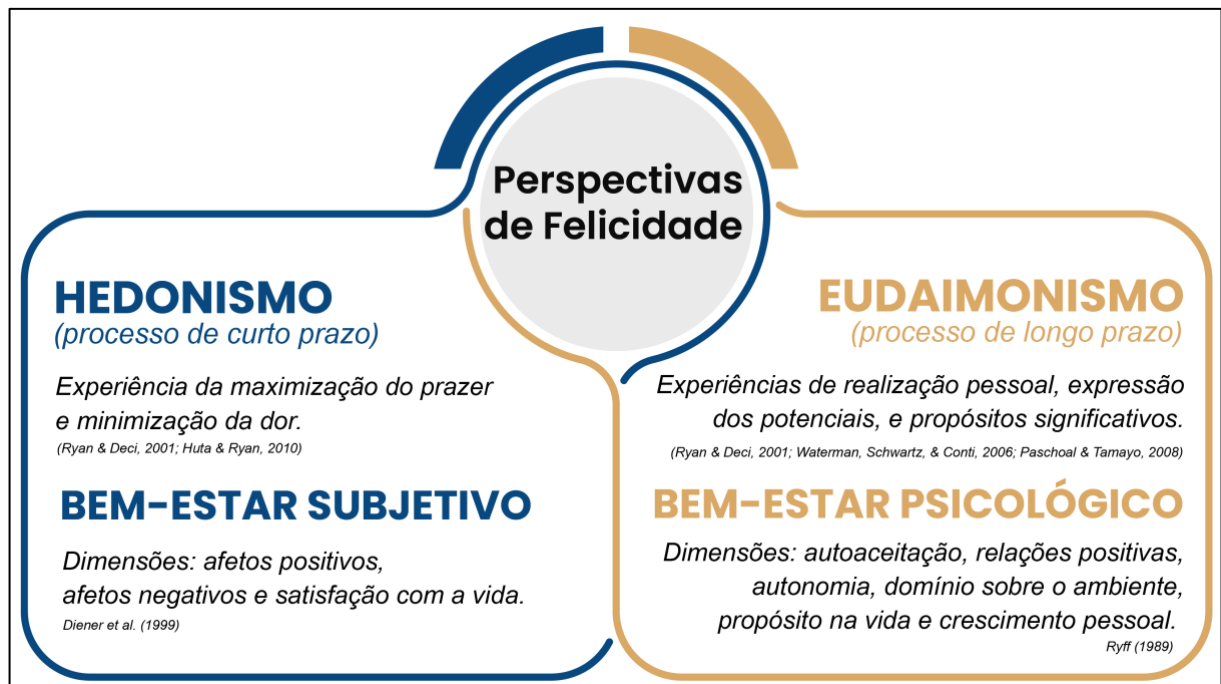 Perspectivas
de Felicidade
HEDONISMO
(processo de curto prazo)
Experiência da maximização do prazer
e minimização da dor.
(Ryan & Deci, 2001; Huta & Ryan, 2010)
BEM-ESTAR SUBJETIVO
Dimensões: afetos positivos,
afetos negativos e satisfação com a vida.
Diener et al. (1999)
EUDAIMONISMO
(processo de longo prazo)
Experiências de realização pessoal, expressão
dos potenciais, e propósitos significativos.
(Ryan & Deci, 2001; Waterman, Schwartz, & Conti, 2006; Paschoal & Tamayo, 2008)
BEM-ESTAR PSICOLÓGICO
Dimensões: autoaceitação, relações positivas,
autonomia, domínio sobre o ambiente,
propósito na vida e crescimento pessoal.
Ryff (1989)